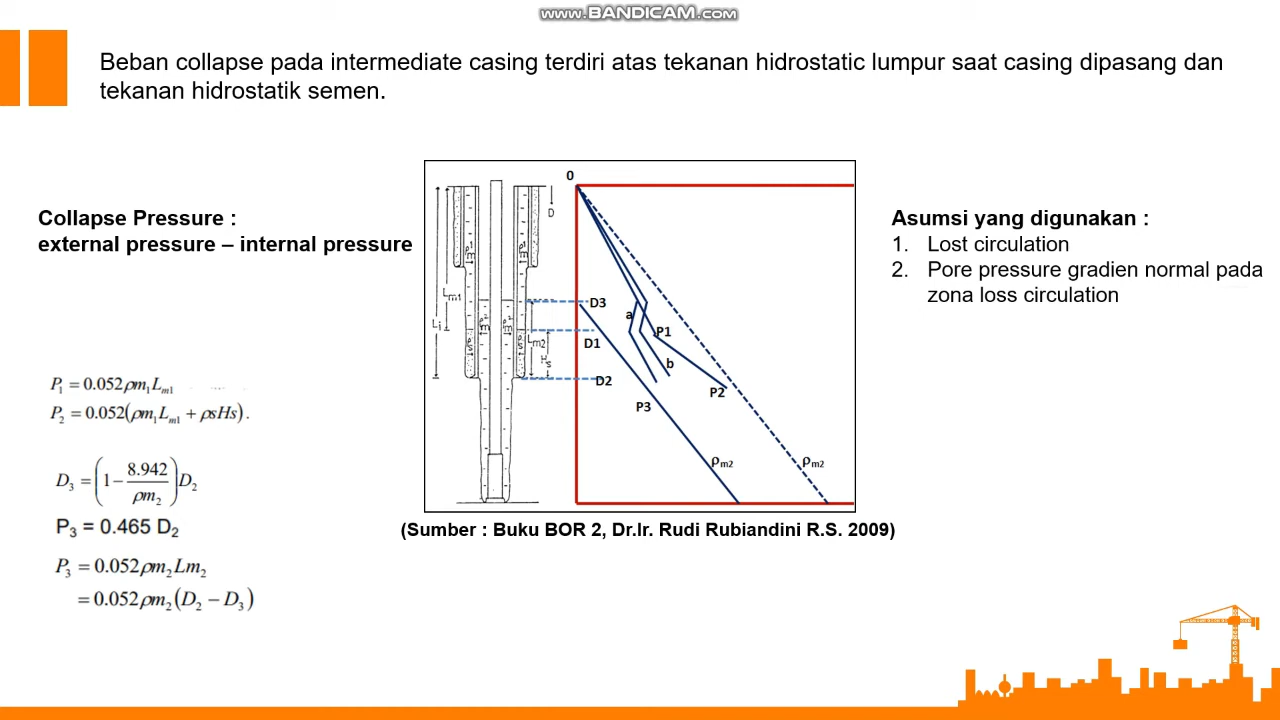 www.BANDICAM.com
Beban collapse pada intermediate casing terdiri atas tekanan hidrostatic lumpur saat casing dipasang dan
tekanan hidrostatik semen.
Collapse Pressure :
external pressure – internal pressure
P₁ = 0.052ρm₁Lₘ₁
P₂ = 0.052(ρm₁Lₘ₁ + ρsHs).
D₃ = (1 − 8.942/ρm₂) D₂
P₃ = 0.465 D₂
P₃ = 0.052ρm₂Lm₂
= 0.052ρm₂(D₂ − D₃)
0
D
Lm1
Li
Lm2
Hs
D3
D1
D2
a
P1
b
P2
P3
ρm2
ρm2
(Sumber : Buku BOR 2, Dr.Ir. Rudi Rubiandini R.S. 2009)
Asumsi yang digunakan :
1. Lost circulation
2. Pore pressure gradien normal pada
zona loss circulation